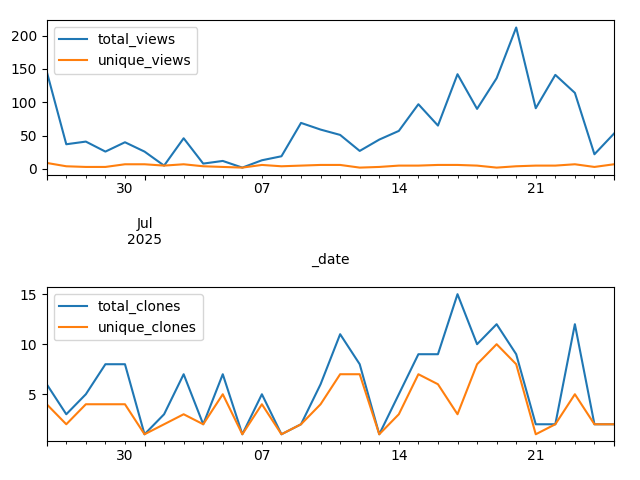 200
150
100
50
0
total_views
unique_views
30 07 14 21
Jul
2025
_date
15
10
5
total_clones
unique_clones
30 07 14 21